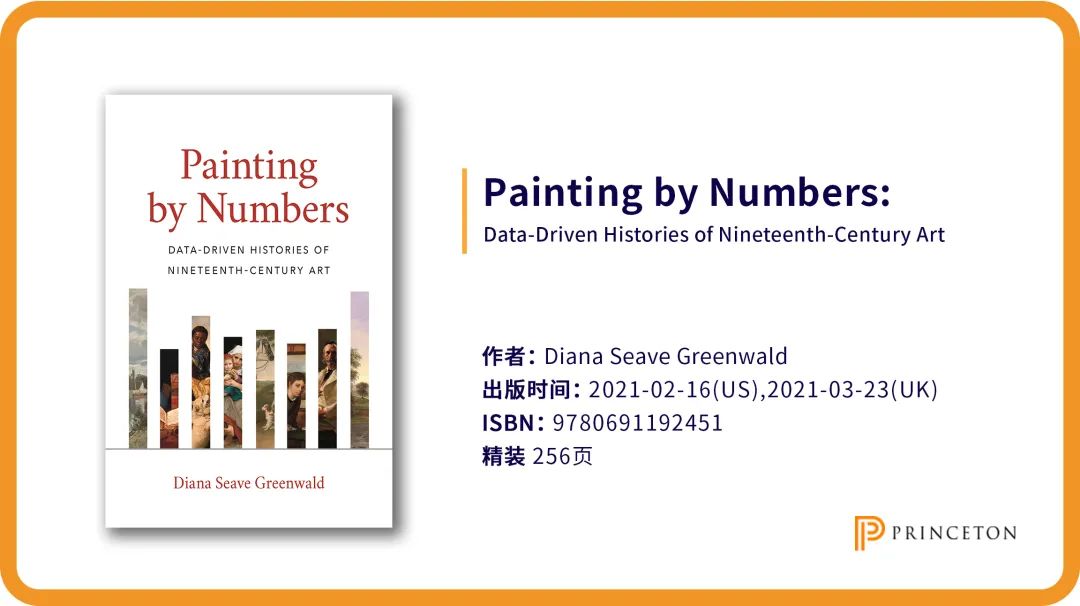 Painting
by Numbers
DATA-DRIVEN HISTORIES OF
NINETEENTH-CENTURY ART
Diana Seave Greenwald
Painting by Numbers:
Data-Driven Histories of Nineteenth-Century Art
作者：Diana Seave Greenwald
出版时间：2021-02-16(US),2021-03-23(UK)
ISBN：9780691192451
精装 256页
PRINCETON